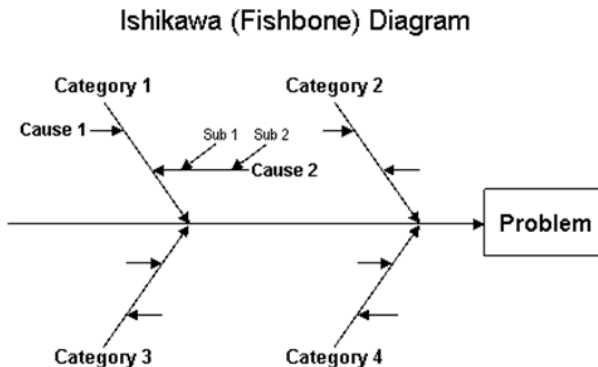 Ishikawa (Fishbone) Diagram
Category 1
Category 2
Cause 1
Sub 1
Sub 2
Cause 2
Problem
Category 3
Category 4